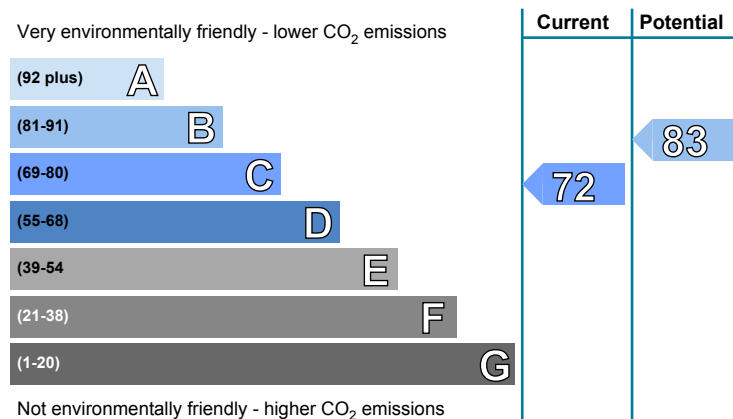 Very environmentally friendly - lower CO₂ emissions
Current
Potential
(92 plus) A
(81-91) B
83
(69-80) C
72
(55-68) D
(39-54 E
(21-38) F
(1-20) G
Not environmentally friendly - higher CO₂ emissions